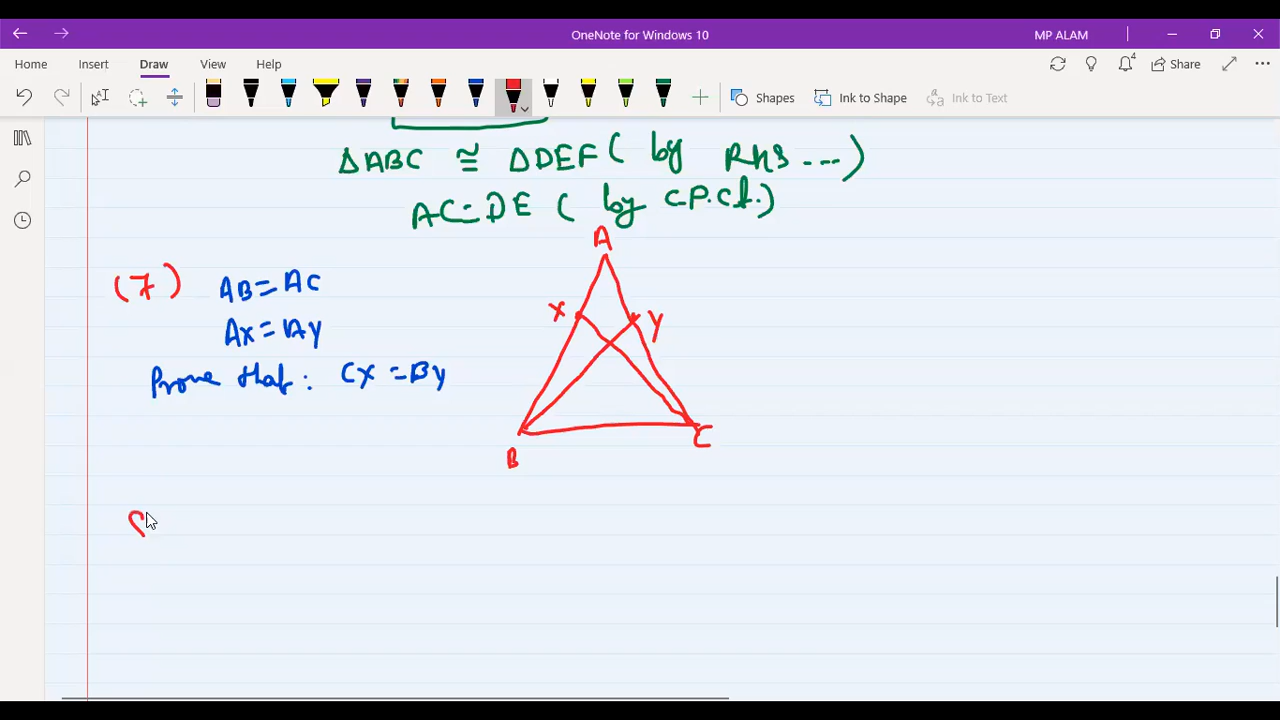 OneNote for Windows 10
MP ALAM
Home Insert Draw View Help
Share
Shapes Ink to Shape Ink to Text
ΔABC ≅ ΔDEF ( by RHS ...)
AC = DE ( by C.P.C.t.)
A
(7) AB = AC
X Y
AX = AY
Prove that : CX = BY
C
B